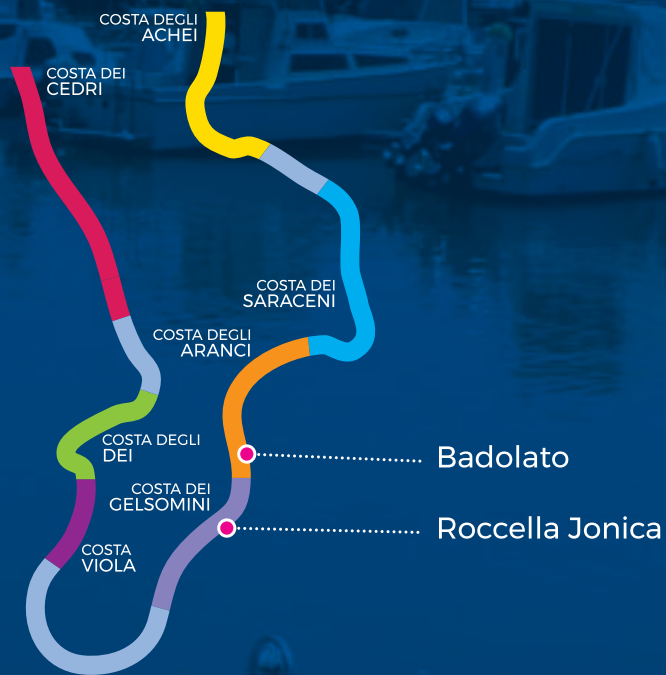 COSTA DEGLI
ACHEI
COSTA DEI
CEDRI
COSTA DEI
SARACENI
COSTA DEGLI
ARANCI
COSTA DEGLI
DEI
Badolato
COSTA DEI
GELSOMINI
Roccella Jonica
COSTA
VIOLA